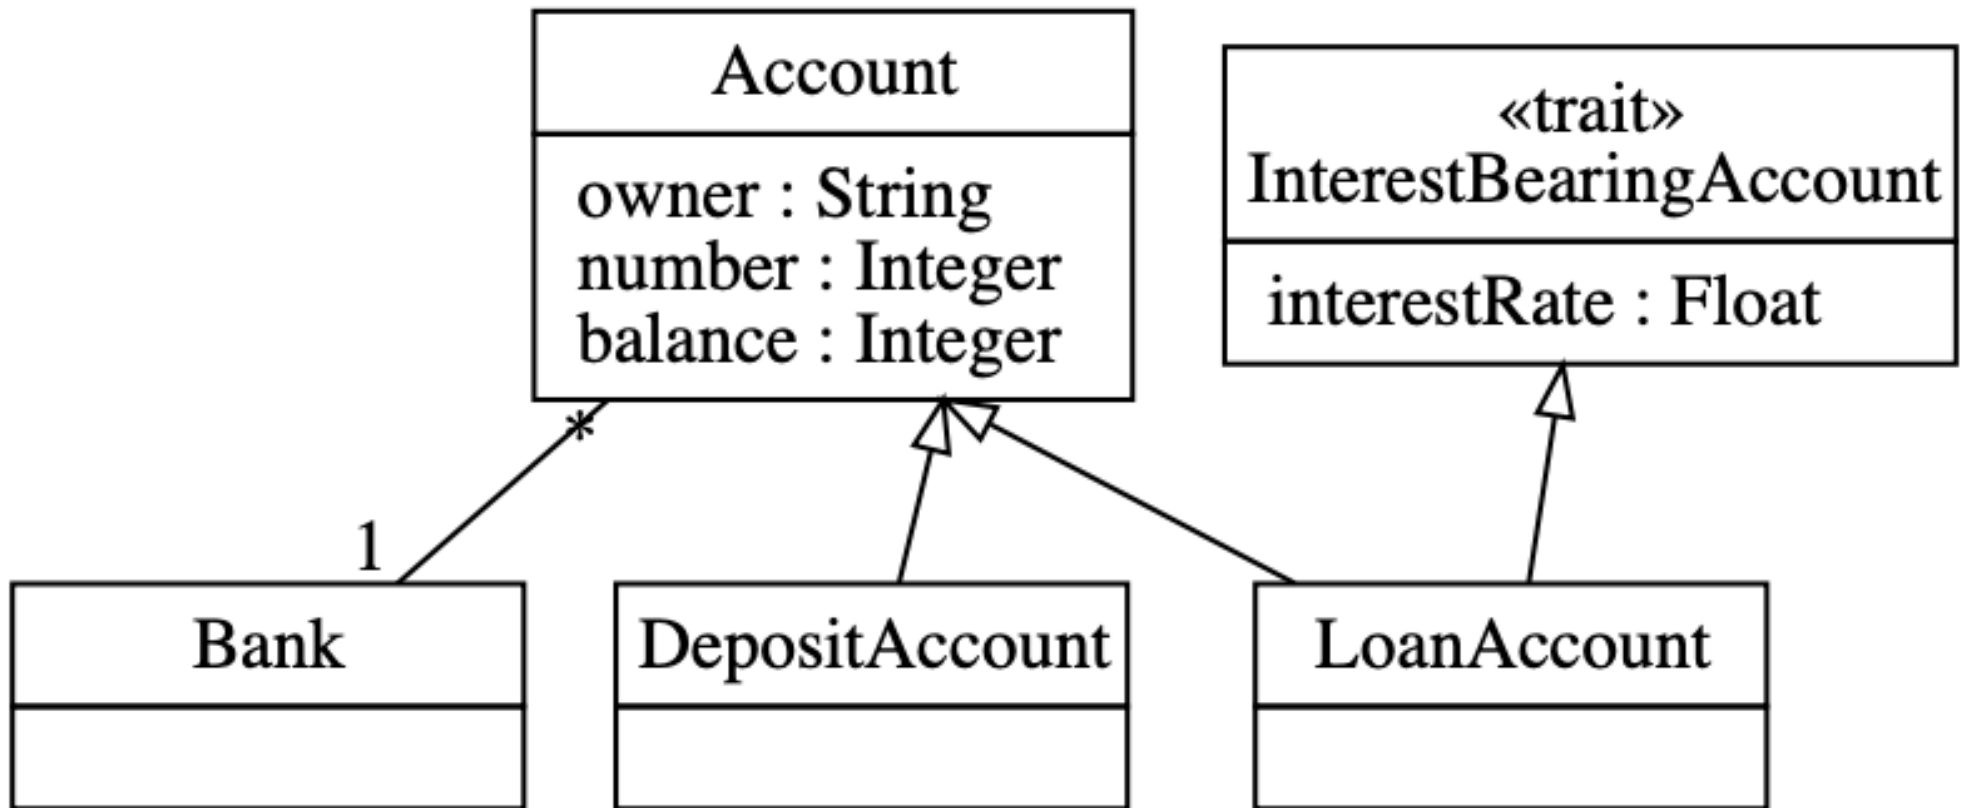 Account
owner : String
number : Integer
balance : Integer
«trait»
InterestBearingAccount
interestRate : Float
*
1
Bank
DepositAccount
LoanAccount